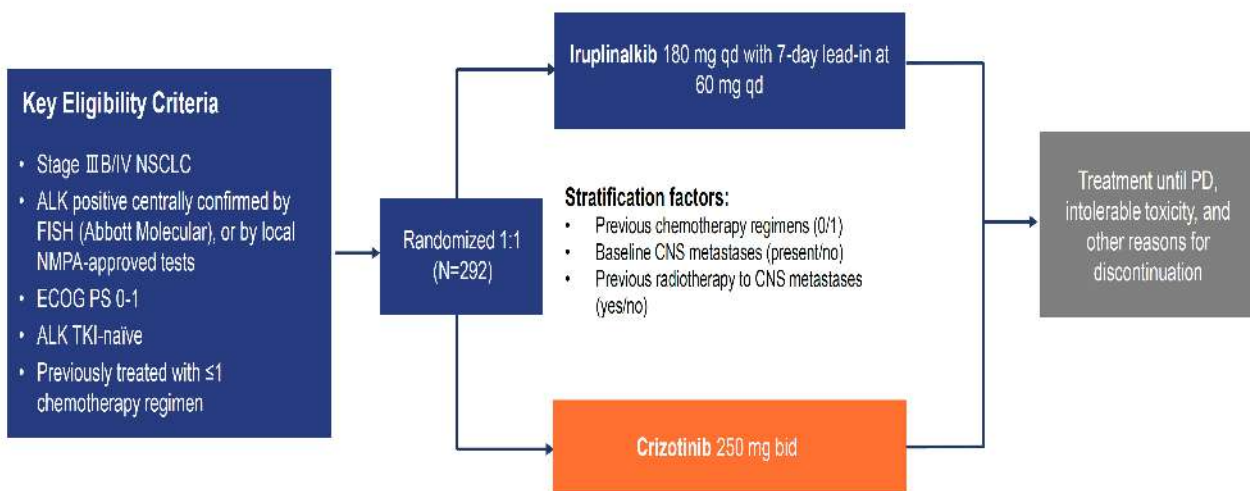 Key Eligibility Criteria
• Stage ⅢB/IV NSCLC
• ALK positive centrally confirmed by
FISH (Abbott Molecular), or by local
NMPA-approved tests
• ECOG PS 0-1
• ALK TKI-naïve
• Previously treated with ≤1
chemotherapy regimen
Randomized 1:1
(N=292)
Iruplinalkib 180 mg qd with 7-day lead-in at
60 mg qd
Stratification factors:
• Previous chemotherapy regimens (0/1)
• Baseline CNS metastases (present/no)
• Previous radiotherapy to CNS metastases
(yes/no)
Crizotinib 250 mg bid
Treatment until PD,
intolerable toxicity, and
other reasons for
discontinuation